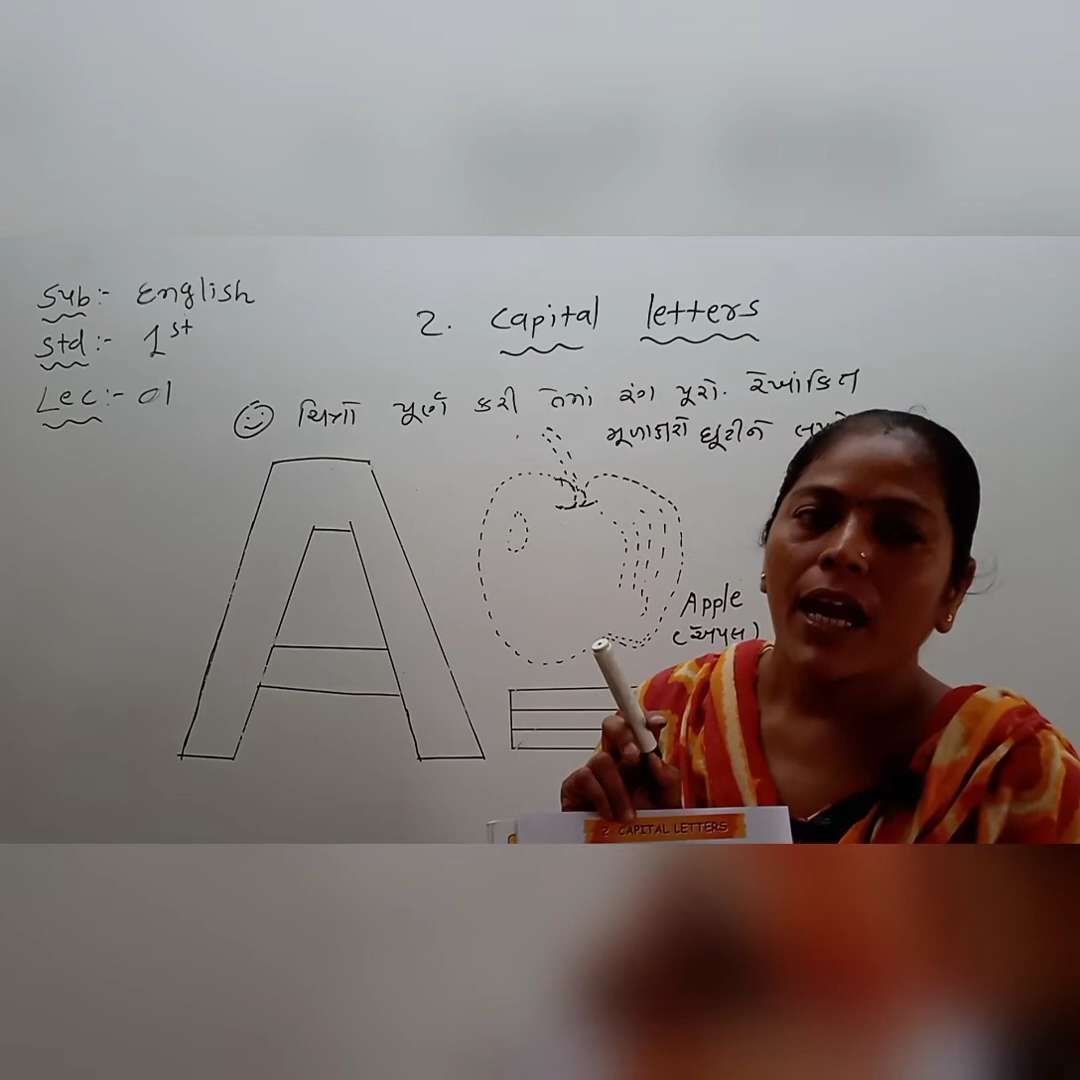 Sub:- English
Std:- 1st
Lec:- 01
2. Capital letters
ચિત્રો પૂર્ણ કરી તેમાં રંગ પૂરો. રેખાંકિત
મૂળાક્ષરો ઘૂંટીને
Apple
(એપલ)
2 CAPITAL LETTERS